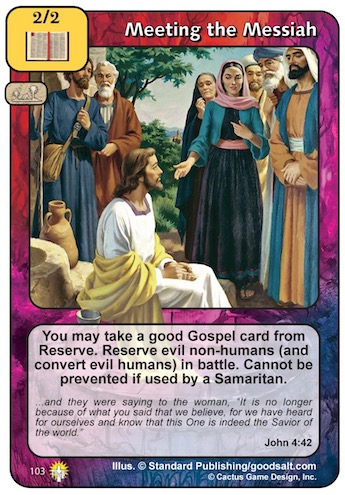 2/2
Meeting the Messiah
You may take a good Gospel card from
Reserve. Reserve evil non-humans (and
convert evil humans) in battle. Cannot be
prevented if used by a Samaritan.
...and they were saying to the woman, "It is no longer
because of what you said that we believe, for we have heard
for ourselves and know that this One is indeed the Savior of
the world."
John 4:42
103
Illus. © Standard Publishing/goodsalt.com
© Cactus Game Design, Inc.